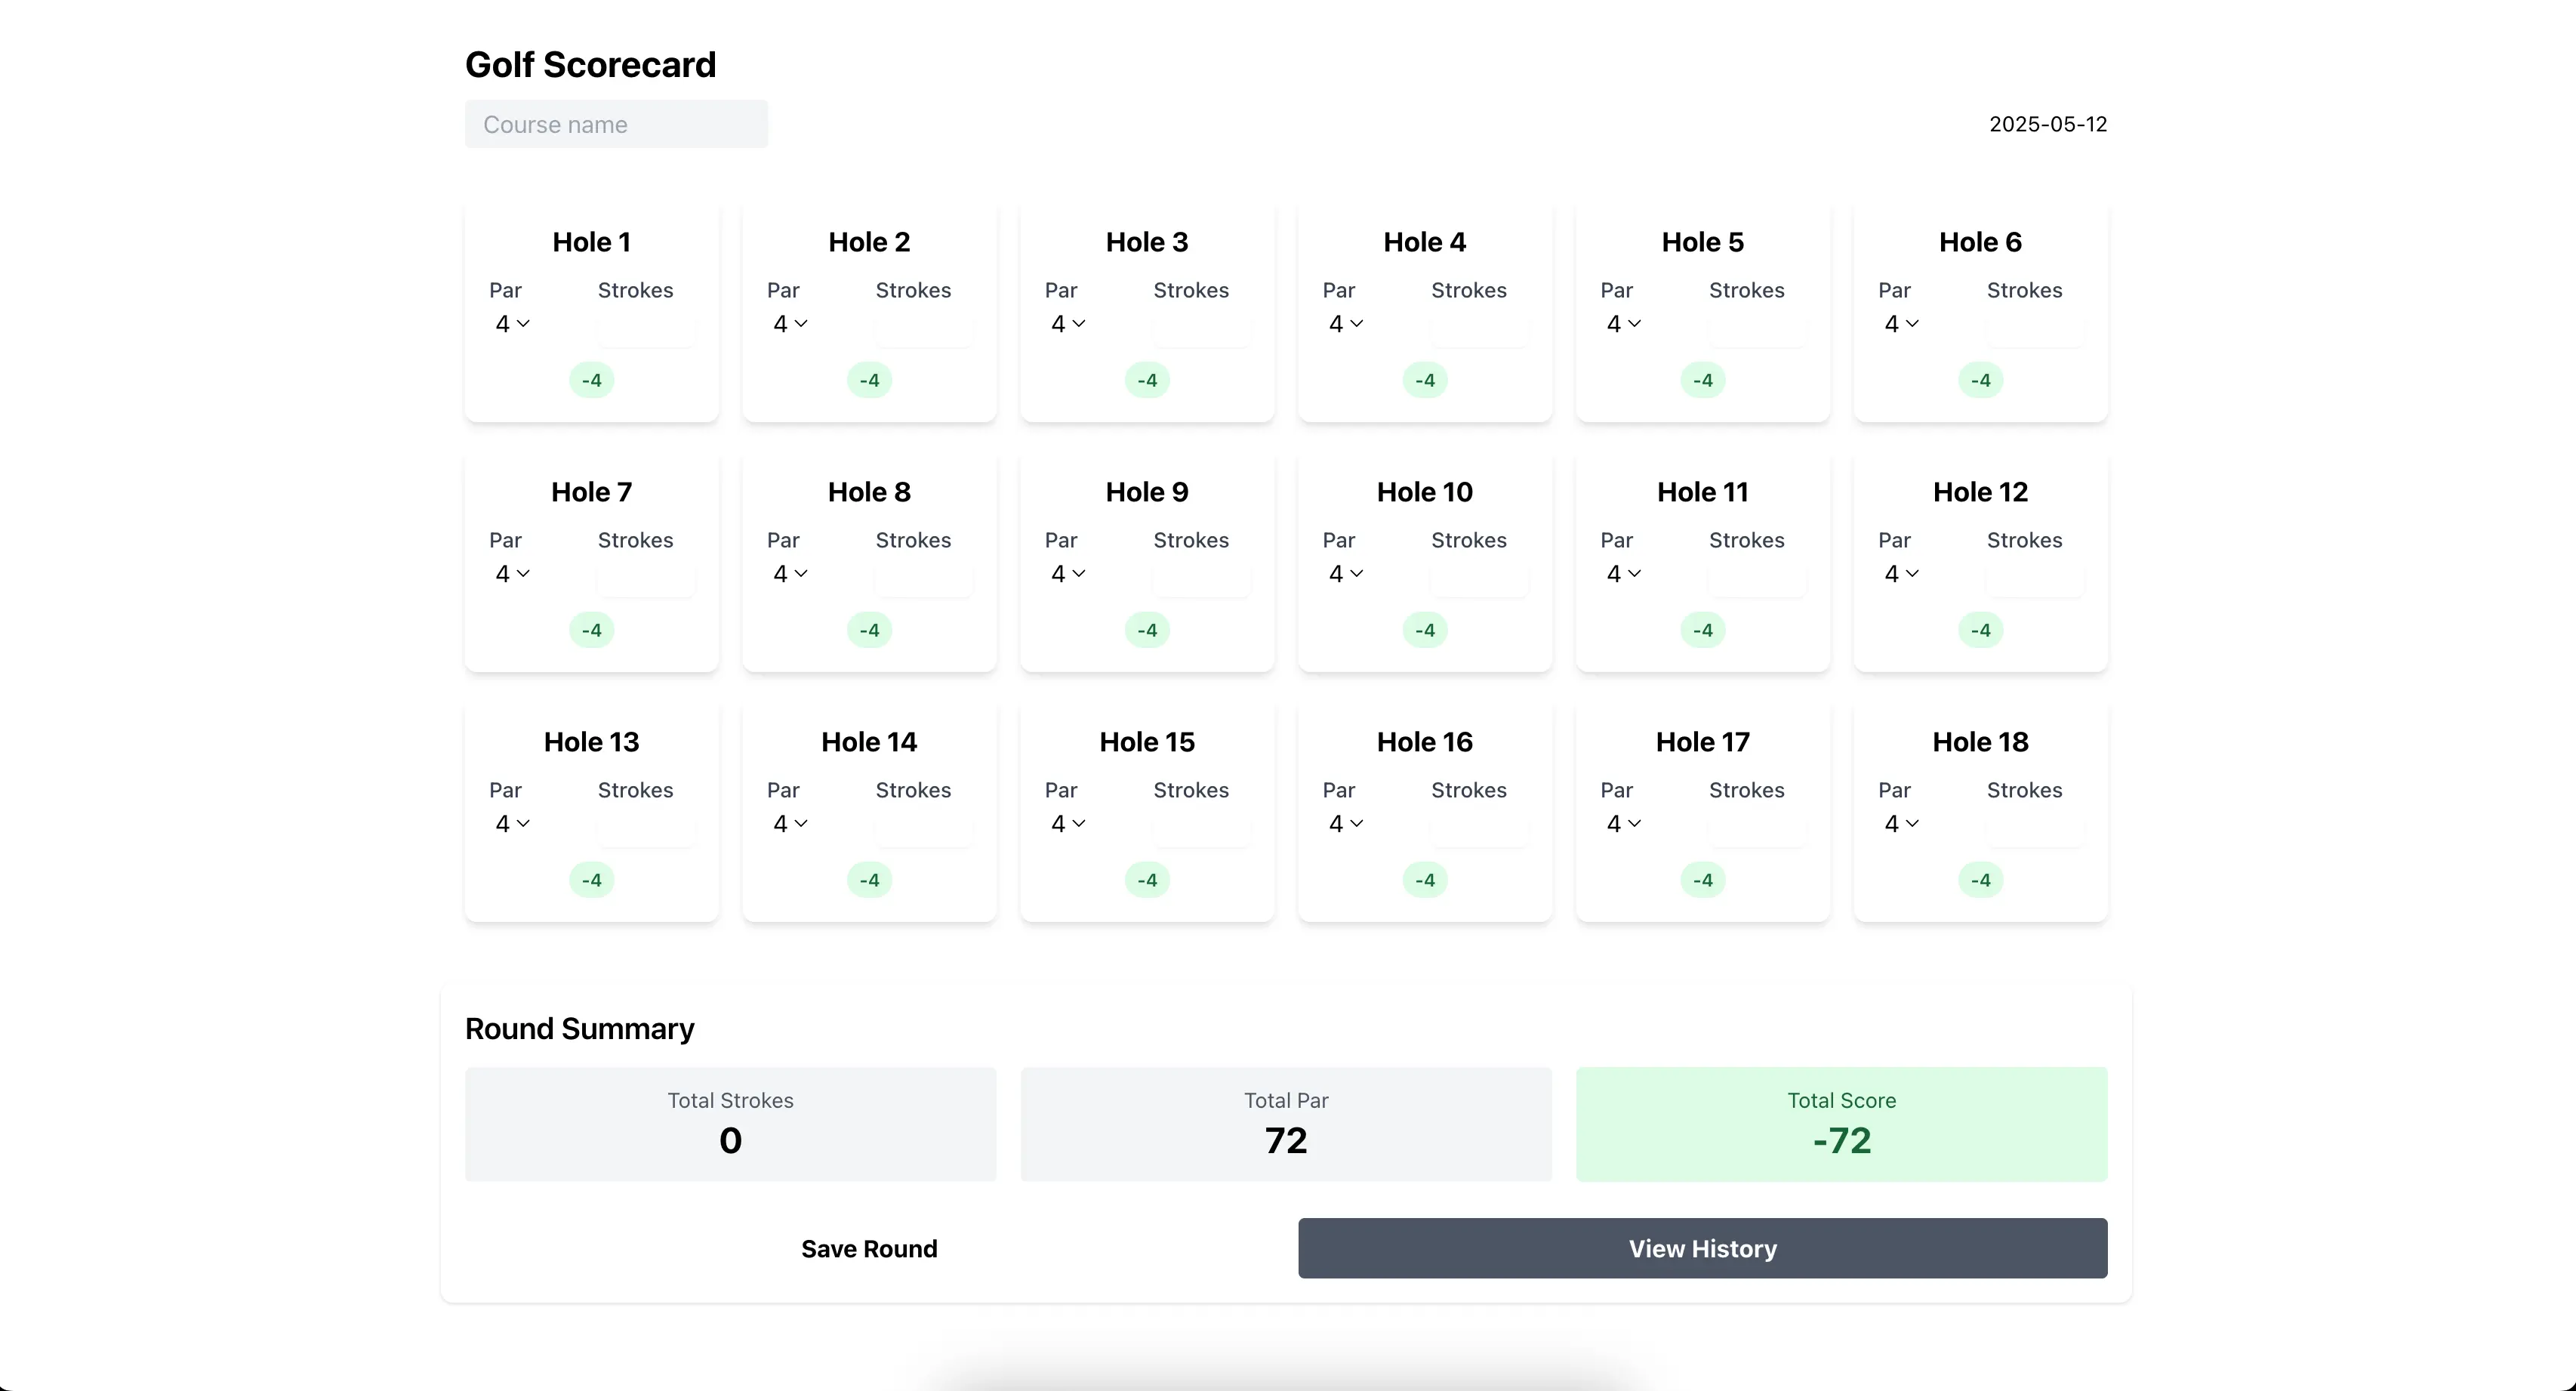 Golf Scorecard
Course name
2025-05-12
Hole 1 Hole 2 Hole 3 Hole 4 Hole 5 Hole 6
Par Strokes Par Strokes Par Strokes Par Strokes Par Strokes Par Strokes
4 4 4 4 4 4
-4 -4 -4 -4 -4 -4
Hole 7 Hole 8 Hole 9 Hole 10 Hole 11 Hole 12
Par Strokes Par Strokes Par Strokes Par Strokes Par Strokes Par Strokes
4 4 4 4 4 4
-4 -4 -4 -4 -4 -4
Hole 13 Hole 14 Hole 15 Hole 16 Hole 17 Hole 18
Par Strokes Par Strokes Par Strokes Par Strokes Par Strokes Par Strokes
4 4 4 4 4 4
-4 -4 -4 -4 -4 -4
Round Summary
Total Strokes Total Par Total Score
0 72 -72
Save Round View History